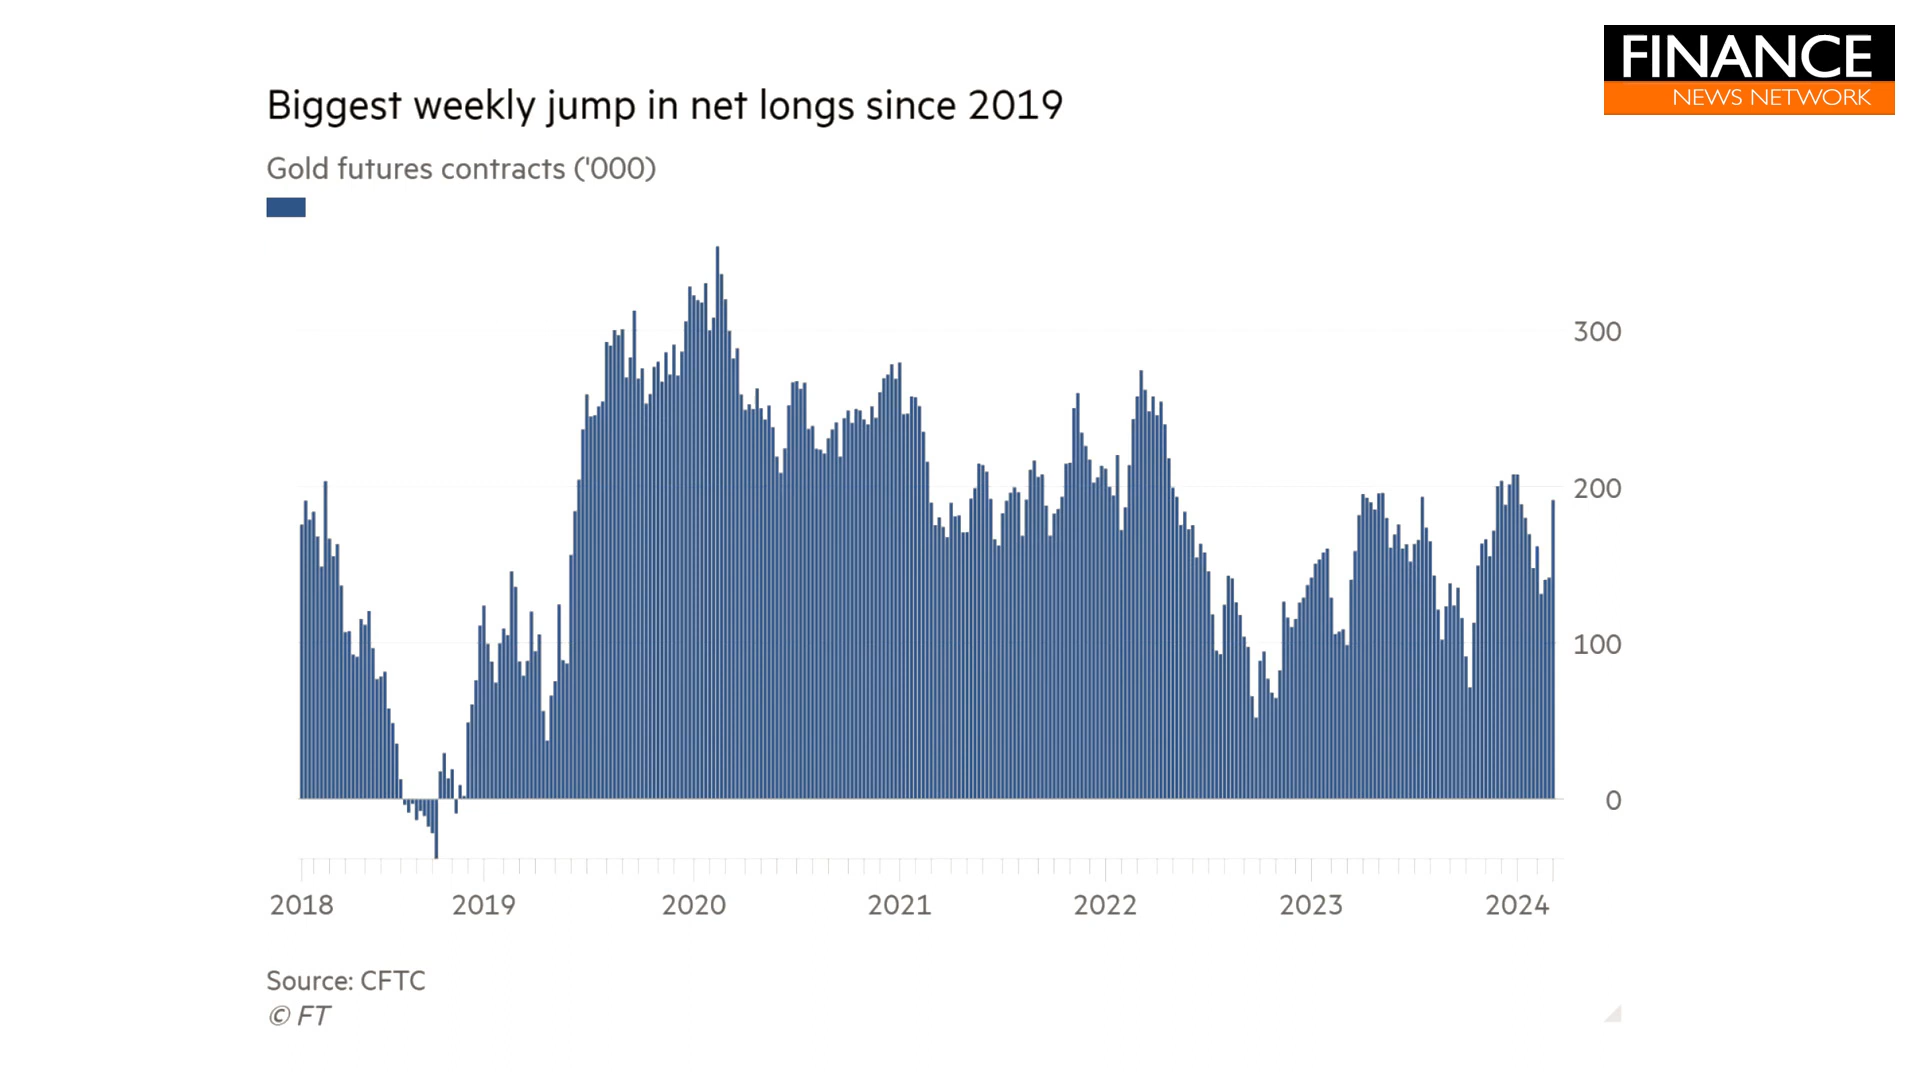 FINANCE
NEWS NETWORK
Biggest weekly jump in net longs since 2019
Gold futures contracts ('000)
300
200
100
0
2018 2019 2020 2021 2022 2023 2024
Source: CFTC
© FT